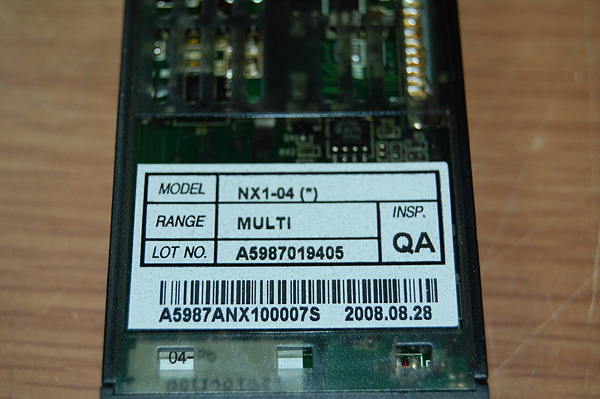 MODEL NX1-04 (*)
RANGE MULTI
INSP.
QA
LOT NO. A5987019405
A5987ANX100007S 2008.08.28
04-